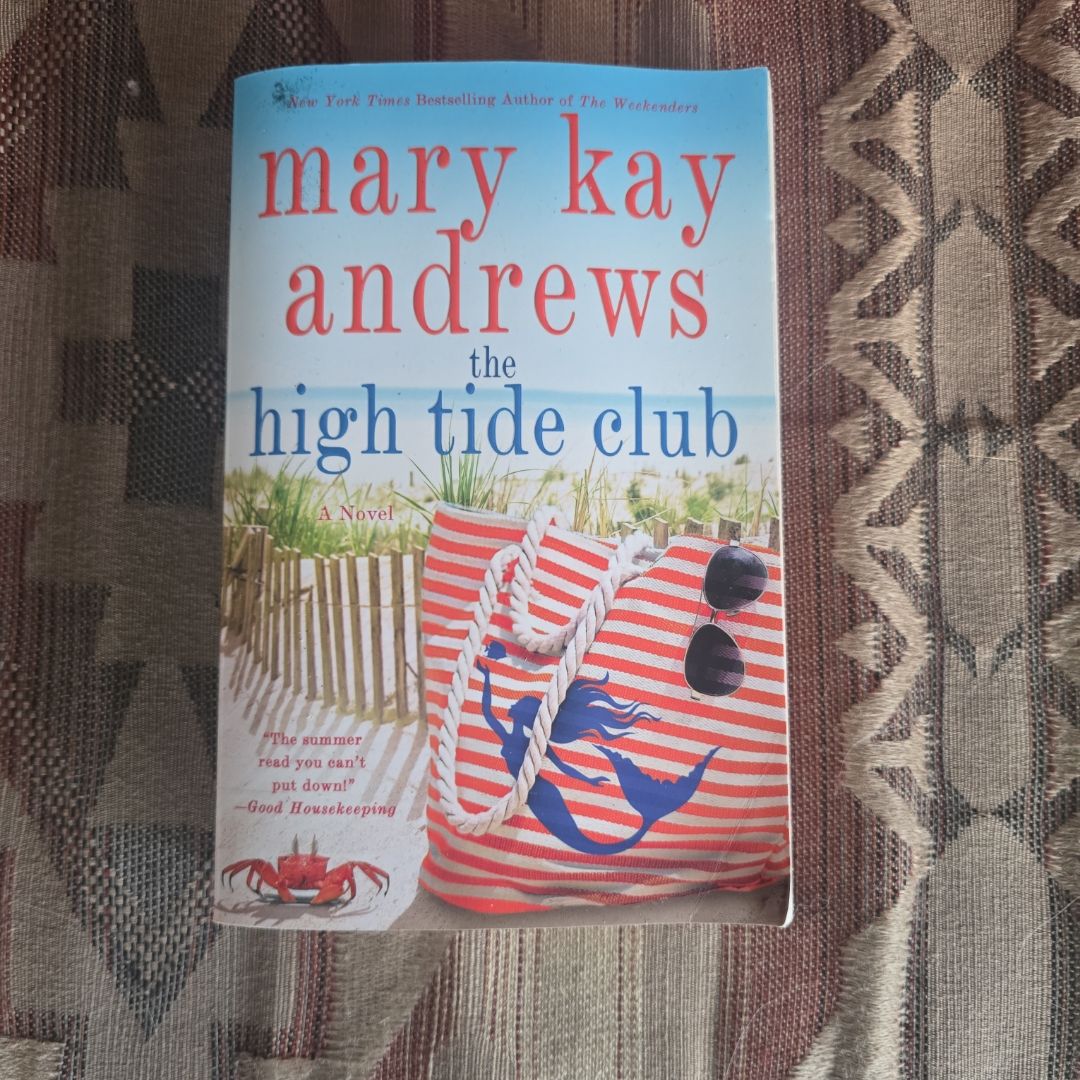 New York Times Bestselling Author of The Weekenders
mary kay
andrews
the
high tide club
A Novel
"The summer
read you can't
put down!"
—Good Housekeeping